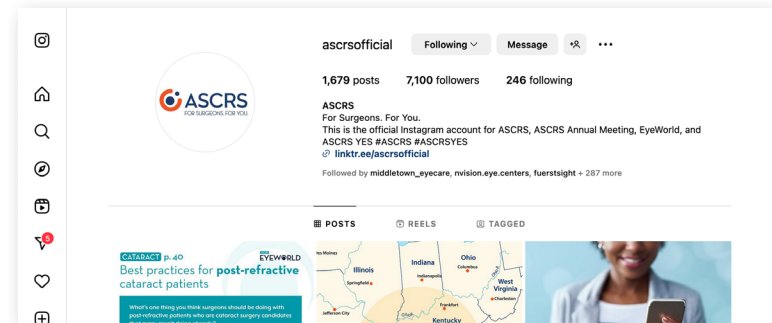 ascrsofficial Following Message
1,679 posts 7,100 followers 246 following
ASCRS
FOR SURGEONS. FOR YOU.
ASCRS
For Surgeons. For You.
This is the official Instagram account for ASCRS, ASCRS Annual Meeting, EyeWorld, and
ASCRS YES #ASCRS #ASCRSYES
linktr.ee/ascrsofficial
Followed by middletown_eyecare, nvision.eye.centers, fuerstsight + 287 more
5
POSTS REELS TAGGED
CATARACT p. 40 EYEWORLD
Best practices for post-refractive
cataract patients
What's one thing you think surgeons should be doing with
post-refractive patients who are cataract surgery candidates
Illinois
Springfield
Indiana
Indianapolis
Ohio
Columbus
West
Virginia
Charleston
Jefferson City
Frankfort
Kentucky